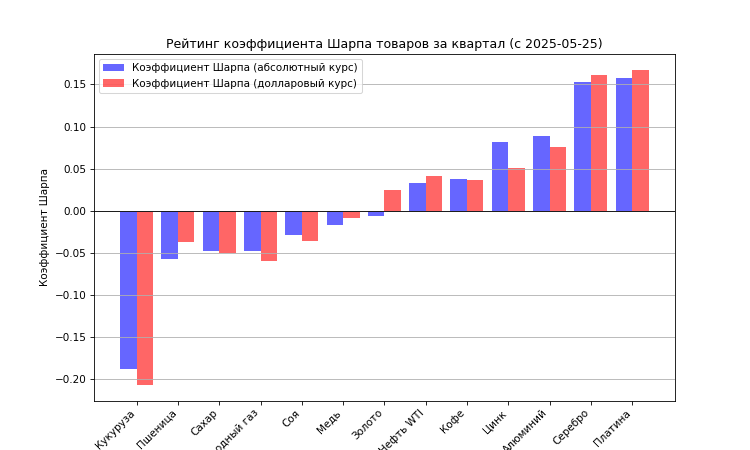 Рейтинг коэффициента Шарпа товаров за квартал (с 2025-05-25)
Коэффициент Шарпа (абсолютный курс)
Коэффициент Шарпа (долларовый курс)
Коэффициент Шарпа
0.15
0.10
0.05
0.00
−0.05
−0.10
−0.15
−0.20
Кукуруза
Пшеница
Сахар
газ
Соя
Медь
Золото
Нефть WTI
Кофе
Цинк
Алюминий
Серебро
Платина